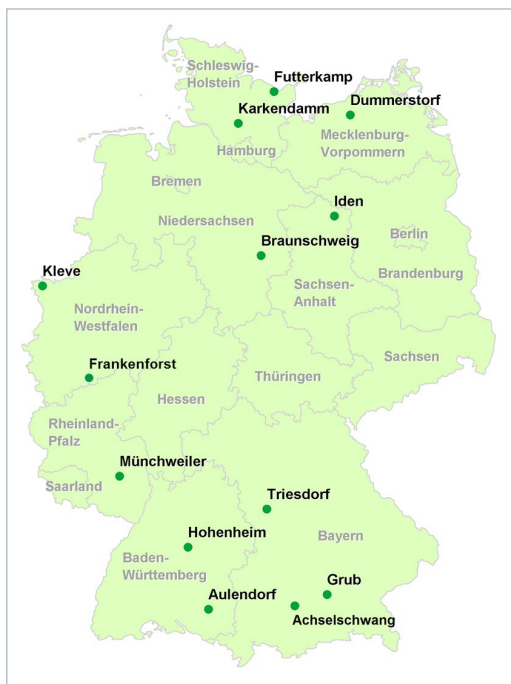 Schleswig-
Holstein
Futterkamp
Dummerstorf
Karkendamm
Mecklenburg-
Vorpommern
Hamburg
Bremen
Iden
Niedersachsen
Berlin
Braunschweig
Kleve
Sachsen-
Anhalt
Brandenburg
Nordrhein-
Westfalen
Frankenforst
Sachsen
Thüringen
Hessen
Rheinland-
Pfalz
Münchweiler
Saarland
Triesdorf
Hohenheim
Bayern
Baden-
Württemberg
Grub
Aulendorf
Achselschwang